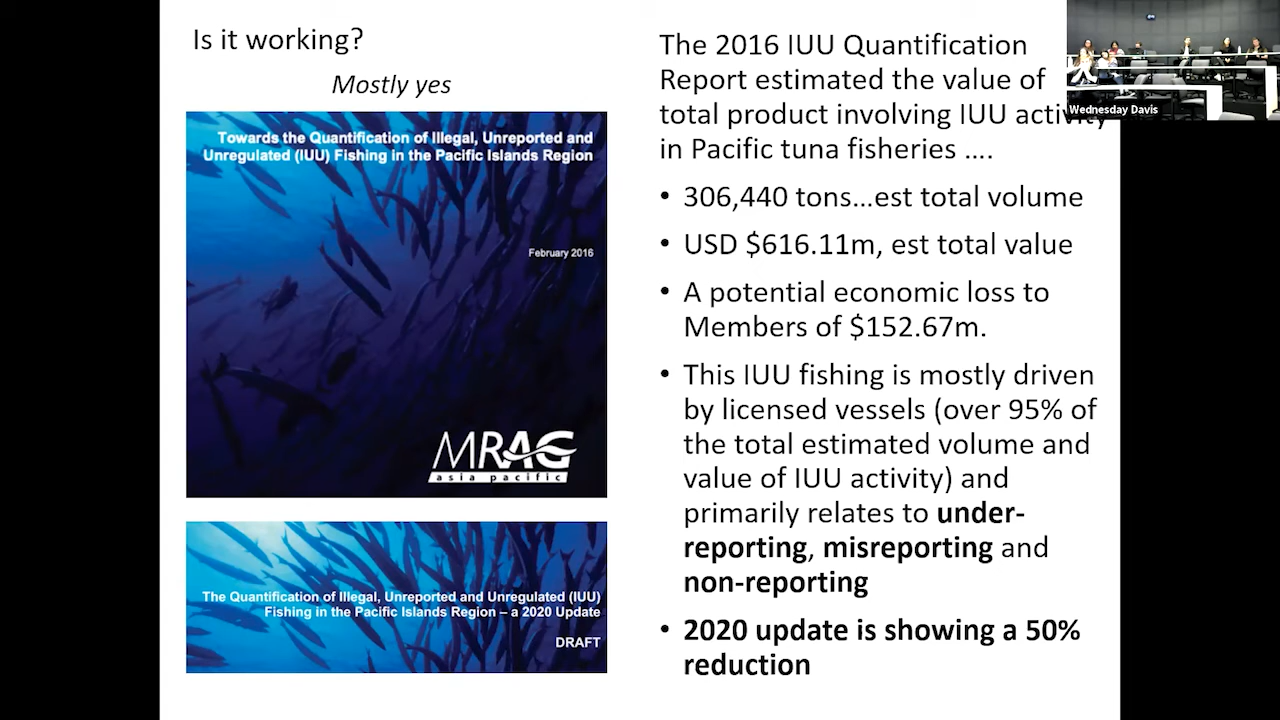 Is it working?
Mostly yes
Towards the Quantification of Illegal, Unreported and
Unregulated (IUU) Fishing in the Pacific Islands Region
February 2016
MRAG
asia pacific
The Quantification of Illegal, Unreported and Unregulated (IUU)
Fishing in the Pacific Islands Region – a 2020 Update
DRAFT
The 2016 IUU Quantification
Report estimated the value of
total product involving IUU activity
in Pacific tuna fisheries ….
• 306,440 tons…est total volume
• USD $616.11m, est total value
• A potential economic loss to
Members of $152.67m.
• This IUU fishing is mostly driven
by licensed vessels (over 95% of
the total estimated volume and
value of IUU activity) and
primarily relates to under-
reporting, misreporting and
non-reporting
• 2020 update is showing a 50%
reduction
Wednesday Davis